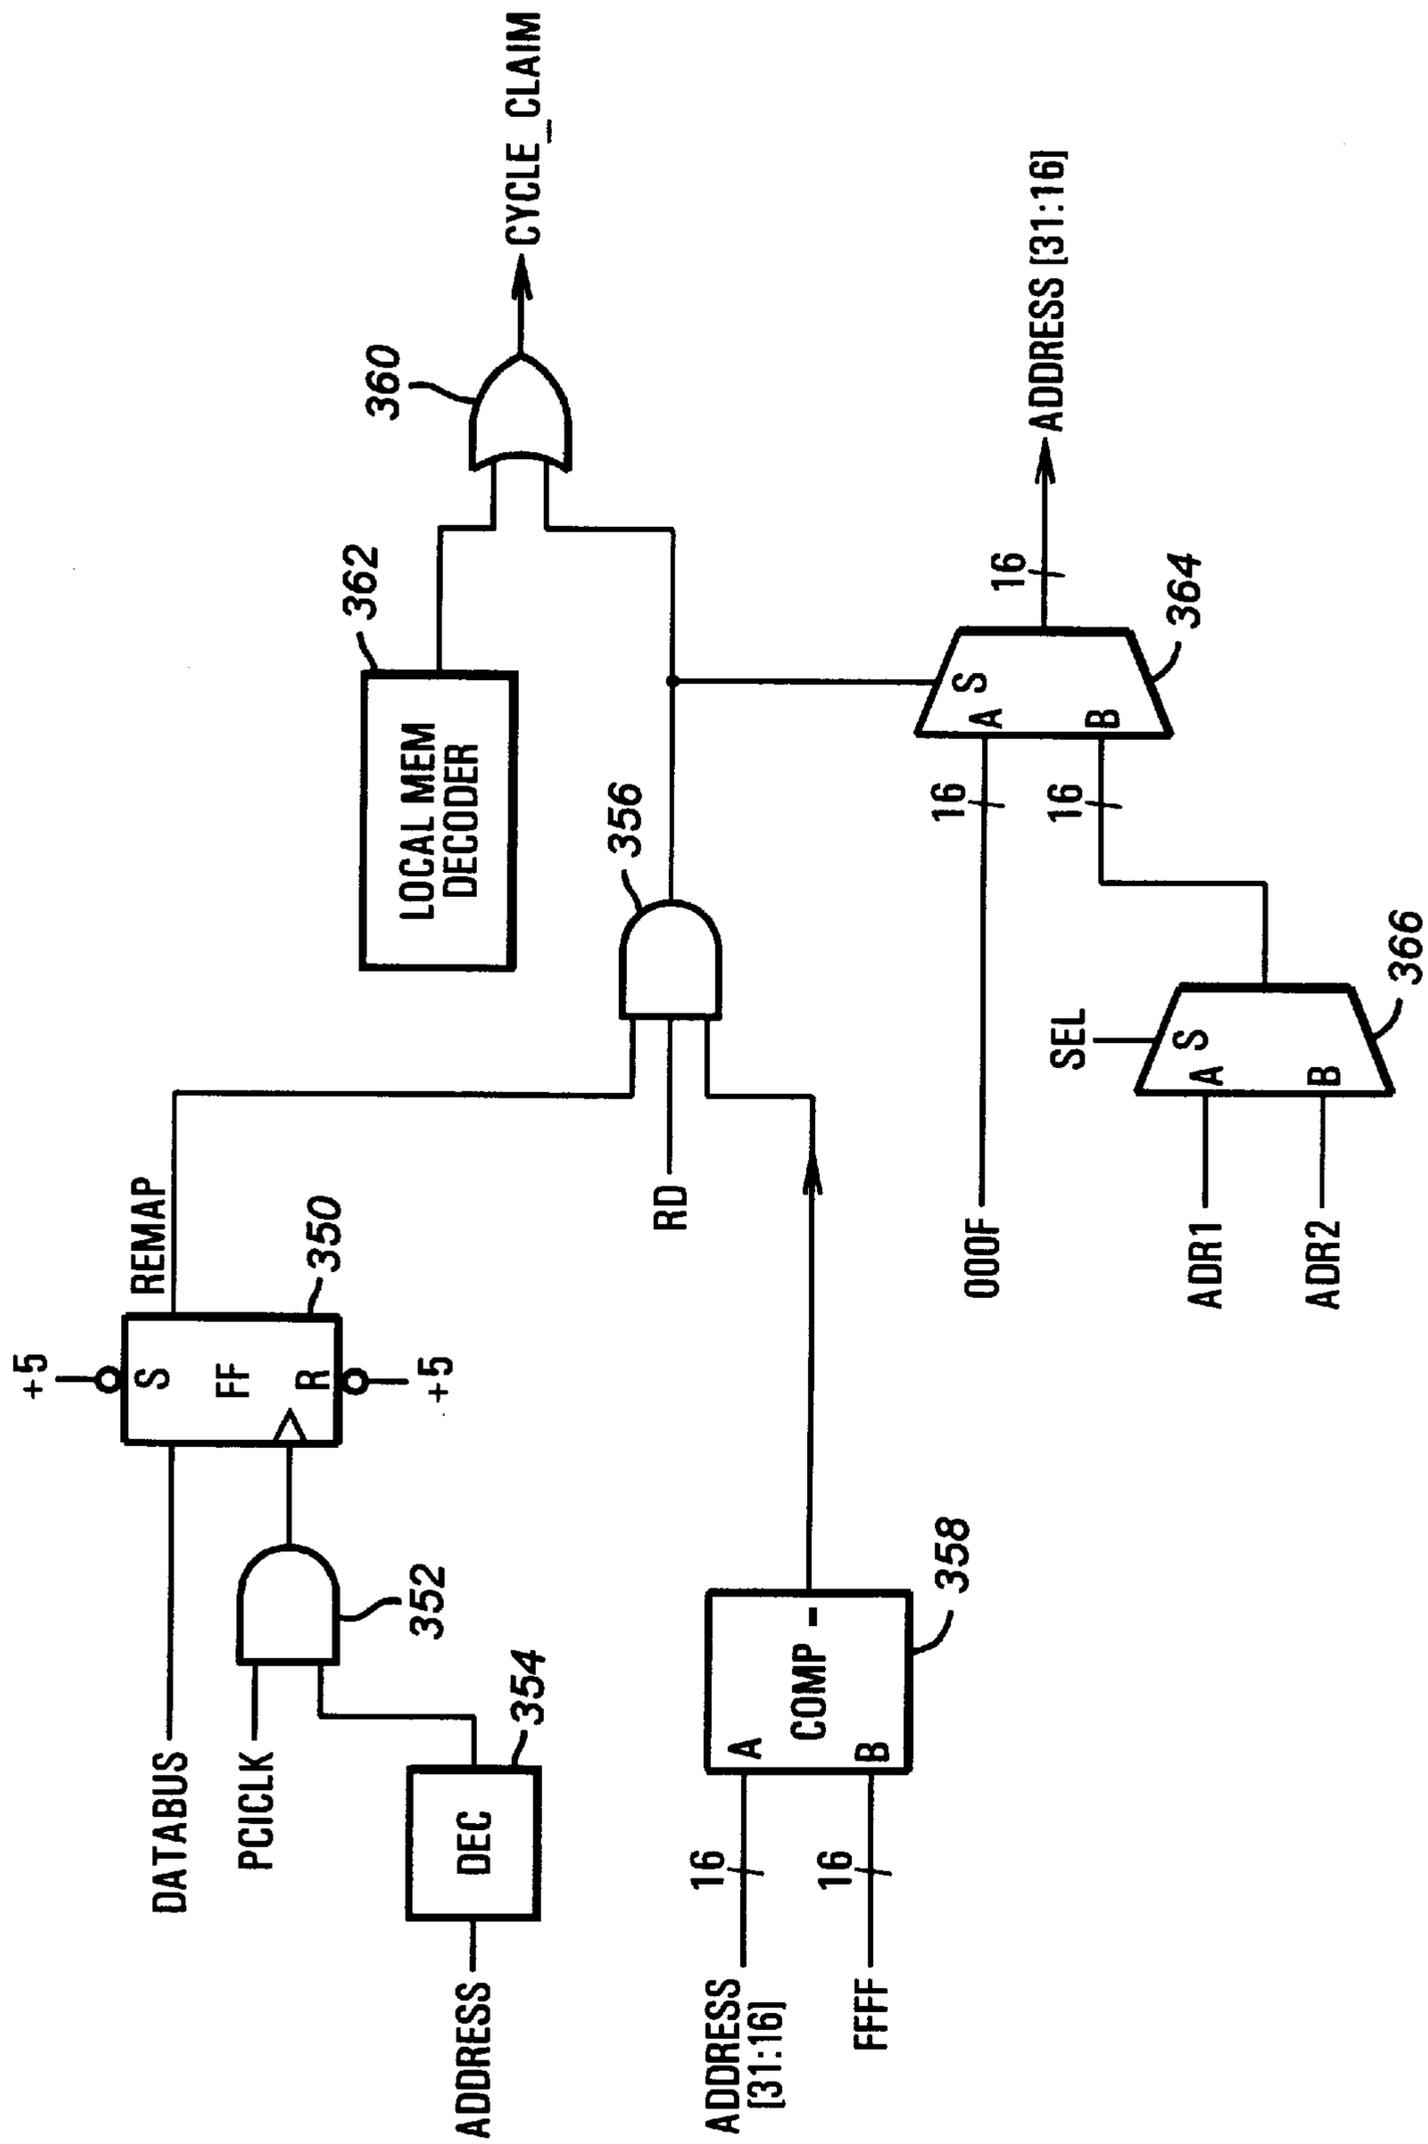 +5
DATABUS
S
FF
R
REMAP
350
+5
PCICLK
352
ADDRESS
DEC
354
LOCAL MEM
DECODER
362
360
CYCLE_CLAIM
RD
356
ADDRESS
[31:16]
16
FFFF
16
A
B
COMP
358
000F
16
A
B
S
16
364
16
ADDRESS [31:16]
SEL
ADR1
ADR2
A
B
S
366